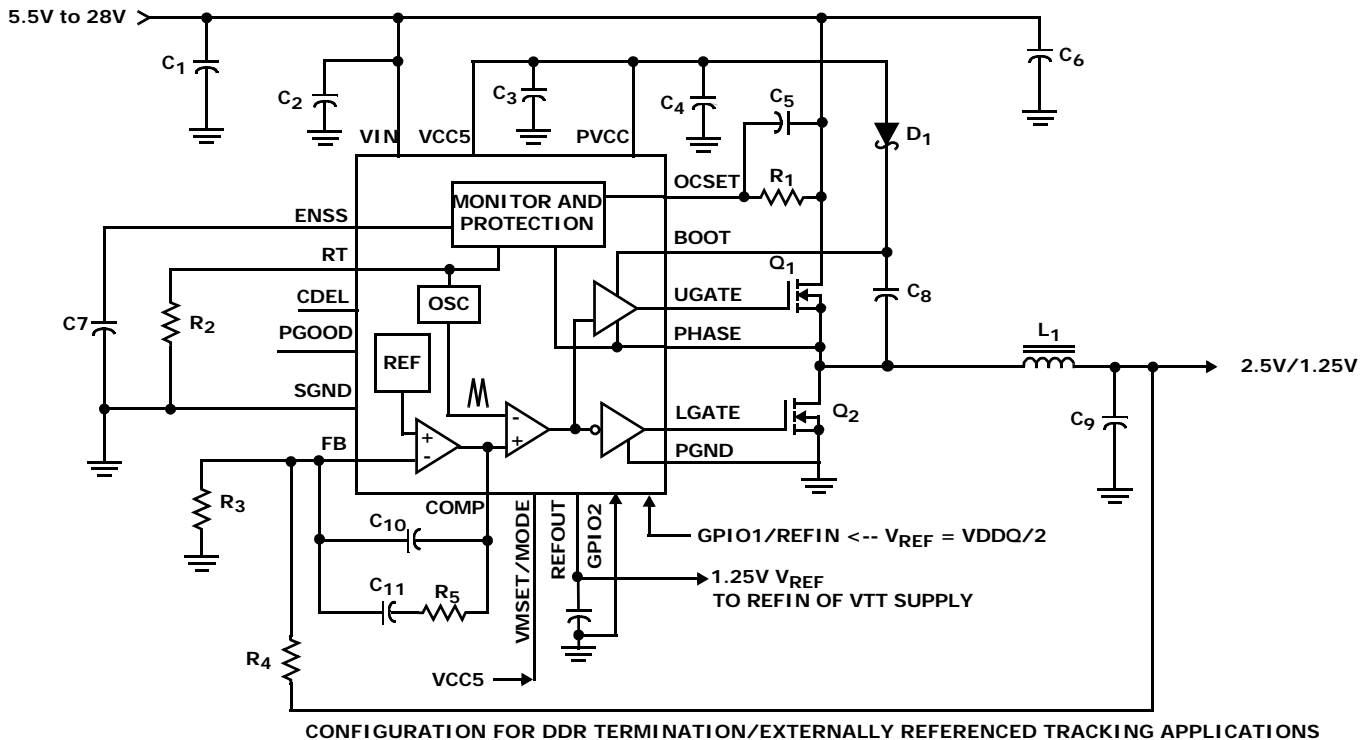 5.5V to 28V
C1
C2
C3
C4
C5
C6
D1
VIN
VCC5
PVCC
OCSET
R1
MONITOR AND
PROTECTION
ENSS
BOOT
RT
Q1
OSC
UGATE
C8
CDEL
C7
R2
PGOOD
PHASE
L1
REF
2.5V/1.25V
SGND
LGATE
Q2
C9
FB
+
-
-
+
PGND
R3
COMP
VMSET/MODE
REFOUT
GPIO2
C10
GPIO1/REFIN <-- VREF = VDDQ/2
C11
R5
1.25V VREF
TO REFIN OF VTT SUPPLY
R4
VCC5
CONFIGURATION FOR DDR TERMINATION/EXTERNALLY REFERENCED TRACKING APPLICATIONS